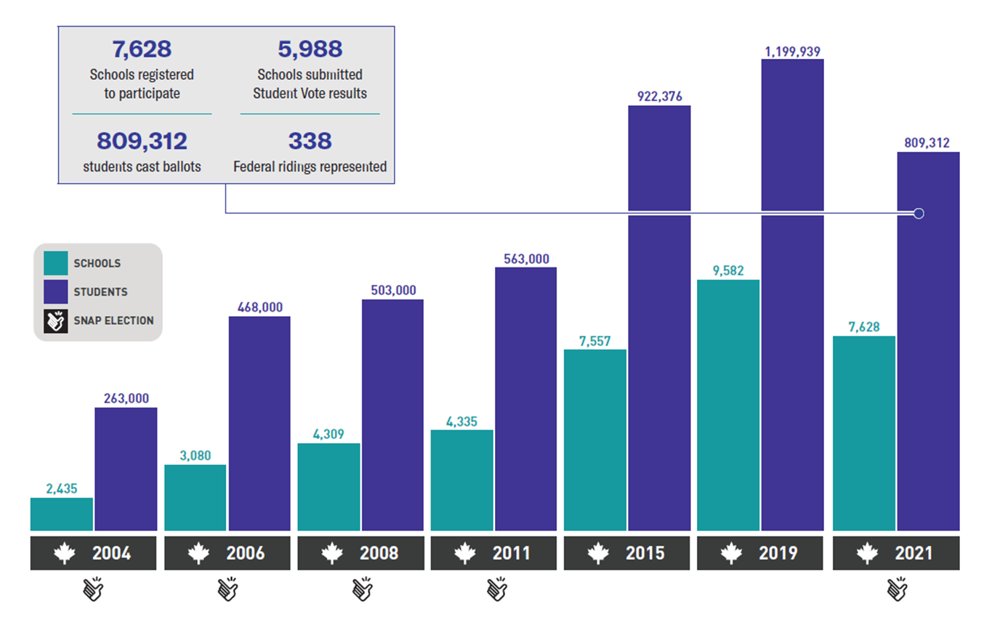 7,628
Schools registered
to participate
5,988
Schools submitted
Student Vote results
809,312
students cast ballots
338
Federal ridings represented
SCHOOLS
STUDENTS
SNAP ELECTION
2,435
263,000
3,080
468,000
4,309
503,000
4,335
563,000
7,557
922,376
9,582
1,199,939
7,628
809,312
2004
2006
2008
2011
2015
2019
2021